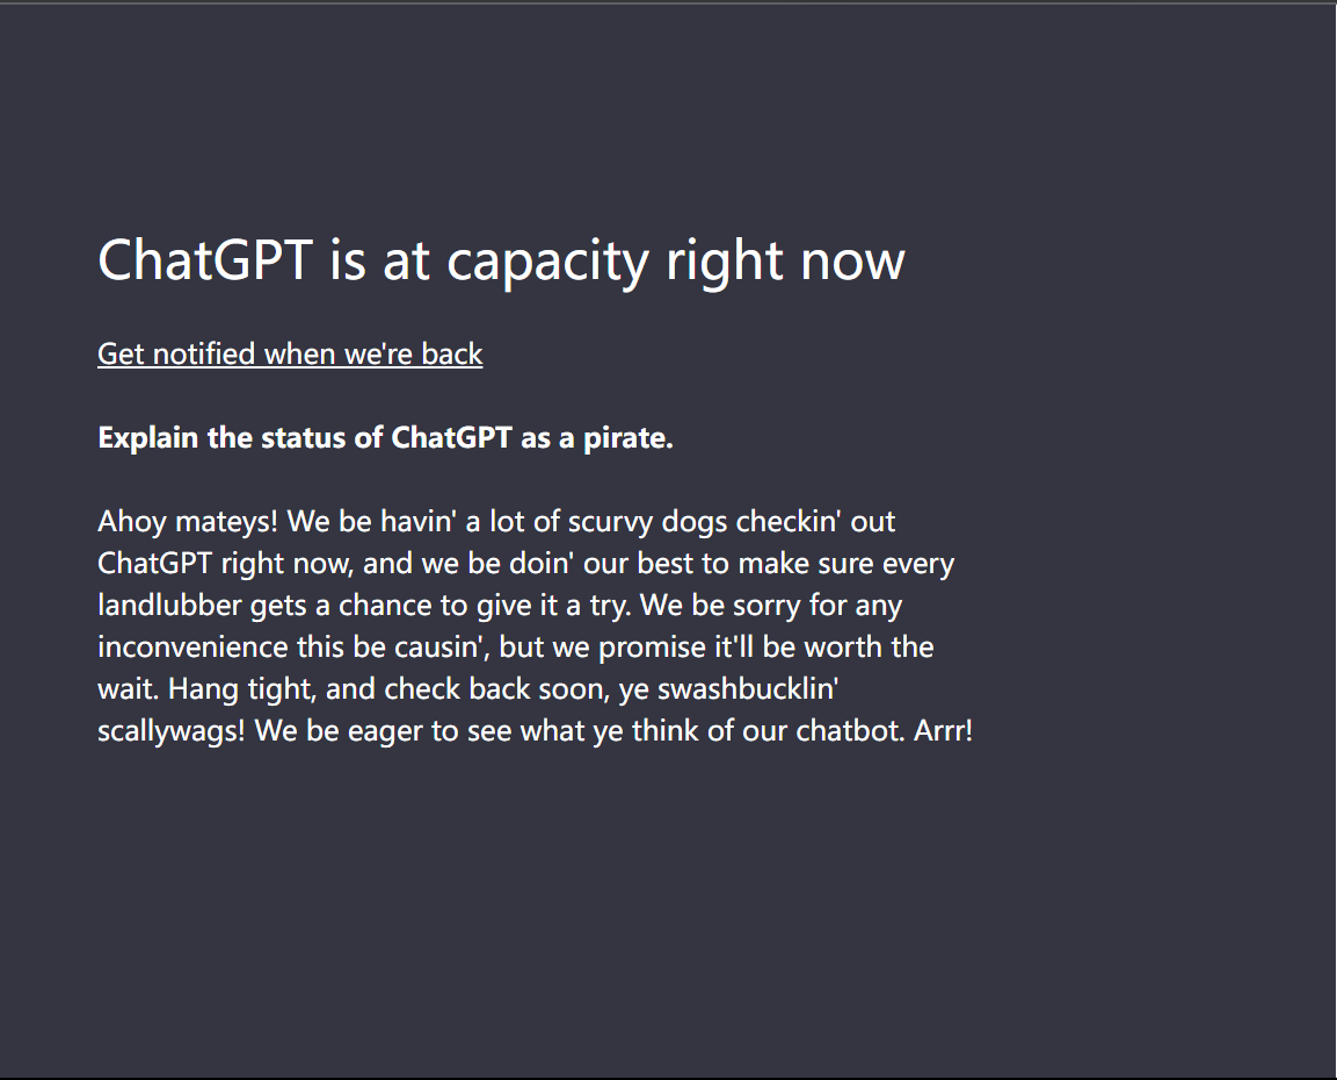 ChatGPT is at capacity right now
Get notified when we're back
Explain the status of ChatGPT as a pirate.
Ahoy mateys! We be havin' a lot of scurvy dogs checkin' out
ChatGPT right now, and we be doin' our best to make sure every
landlubber gets a chance to give it a try. We be sorry for any
inconvenience this be causin', but we promise it'll be worth the
wait. Hang tight, and check back soon, ye swashbucklin'
scallywags! We be eager to see what ye think of our chatbot. Arrr!